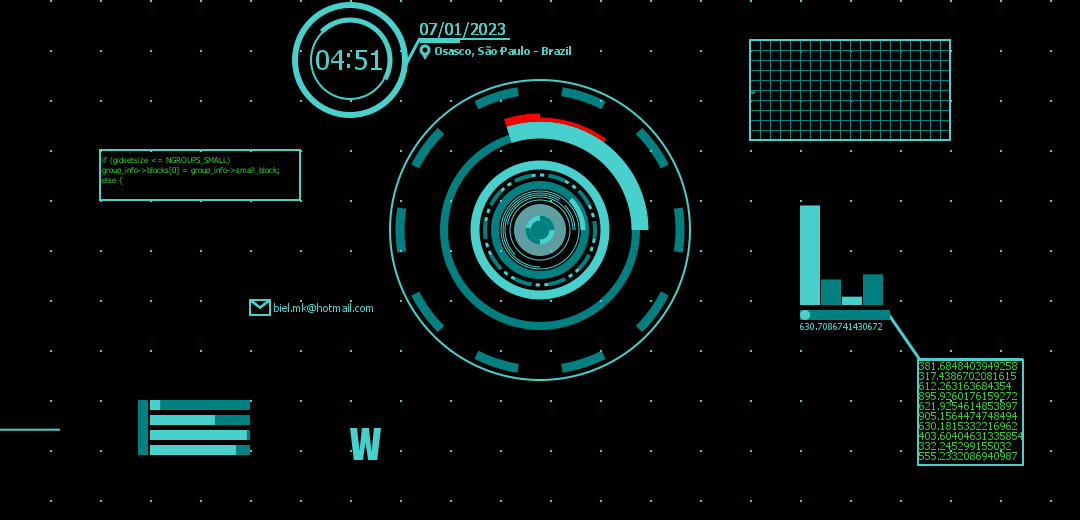 07/01/2023
04:51
Osasco, São Paulo - Brazil
if (gidsetsize <= NGROUPS_SMALL)
group_info->blocks[0] = group_info->small_block;
else {
biel.mk@hotmail.com
630.7086741430672
381.6848403949258
317.4386702081615
612.263163684354
895.9260176159272
621.9254614853897
905.1564474748494
630.1815332216962
403.60404631335854
332.245299155032
555.2332086940987
W